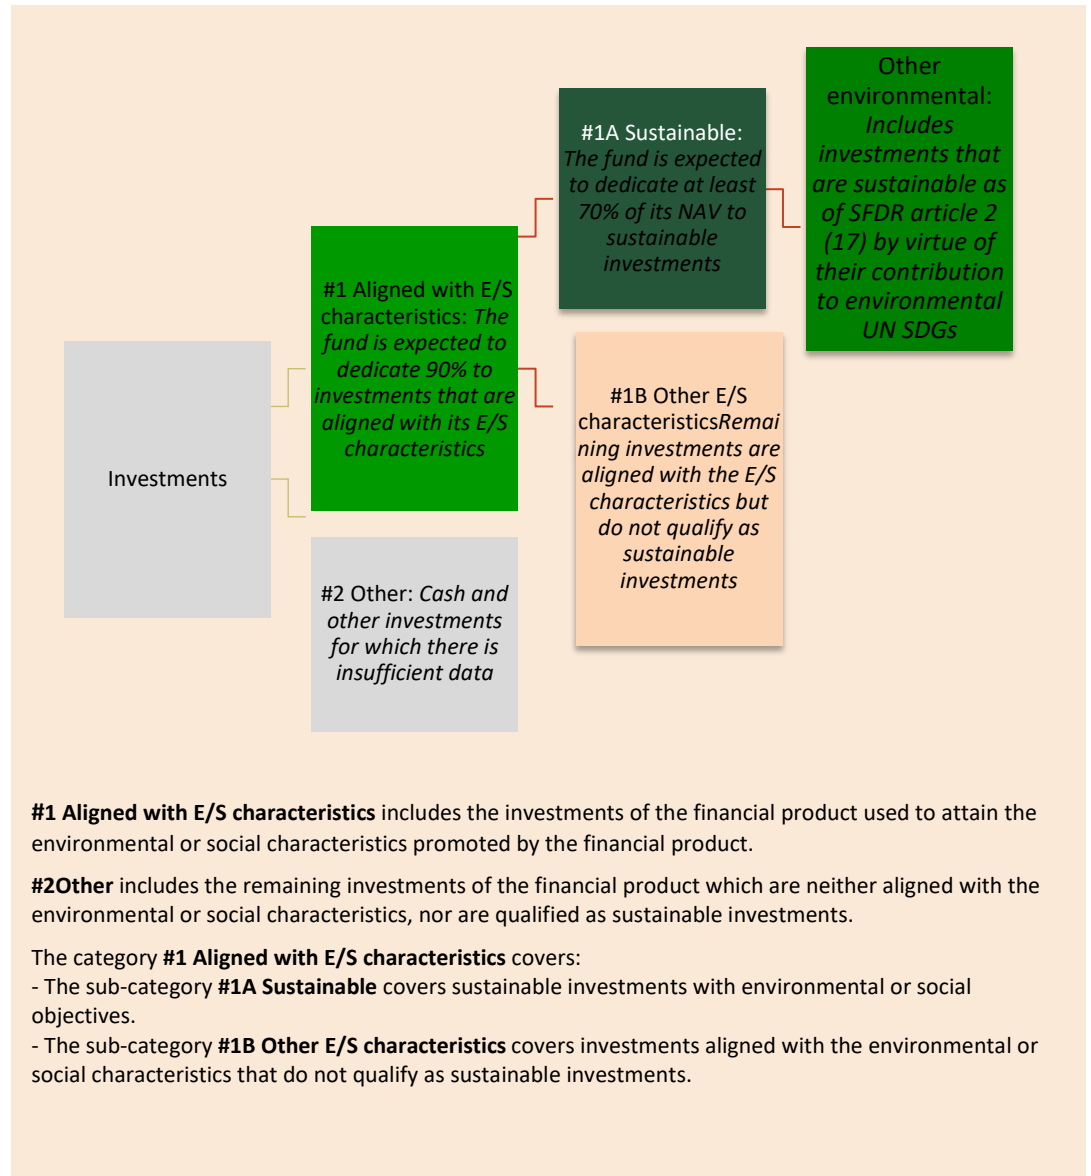 Investments
#1 Aligned with E/S
characteristics: The
fund is expected to
dedicate 90% to
investments that are
aligned with its E/S
characteristics
#2 Other: Cash and
other investments
for which there is
insufficient data
#1A Sustainable:
The fund is expected
to dedicate at least
70% of its NAV to
sustainable
investments
#1B Other E/S
characteristicsRemai
ning investments are
aligned with the E/S
characteristics but
do not qualify as
sustainable
investments
Other
environmental:
Includes
investments that
are sustainable as
of SFDR article 2
(17) by virtue of
their contribution
to environmental
UN SDGs
#1 Aligned with E/S characteristics includes the investments of the financial product used to attain the
environmental or social characteristics promoted by the financial product.
#2Other includes the remaining investments of the financial product which are neither aligned with the
environmental or social characteristics, nor are qualified as sustainable investments.
The category #1 Aligned with E/S characteristics covers:
- The sub-category #1A Sustainable covers sustainable investments with environmental or social
objectives.
- The sub-category #1B Other E/S characteristics covers investments aligned with the environmental or
social characteristics that do not qualify as sustainable investments.